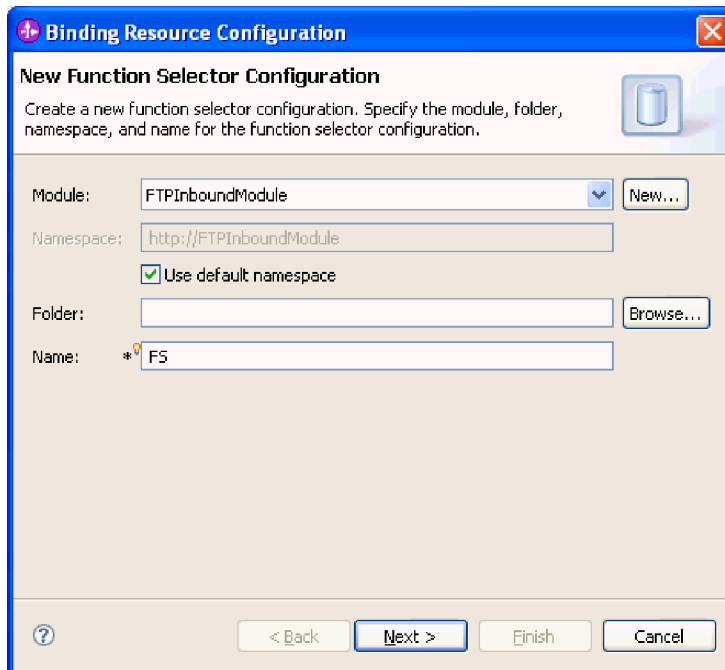 Binding Resource Configuration
New Function Selector Configuration
Create a new function selector configuration. Specify the module, folder,
namespace, and name for the function selector configuration.
Module: FTPInboundModule New...
Namespace: http://FTPInboundModule
Use default namespace
Folder: Browse...
Name: * FS
? < Back Next > Finish Cancel